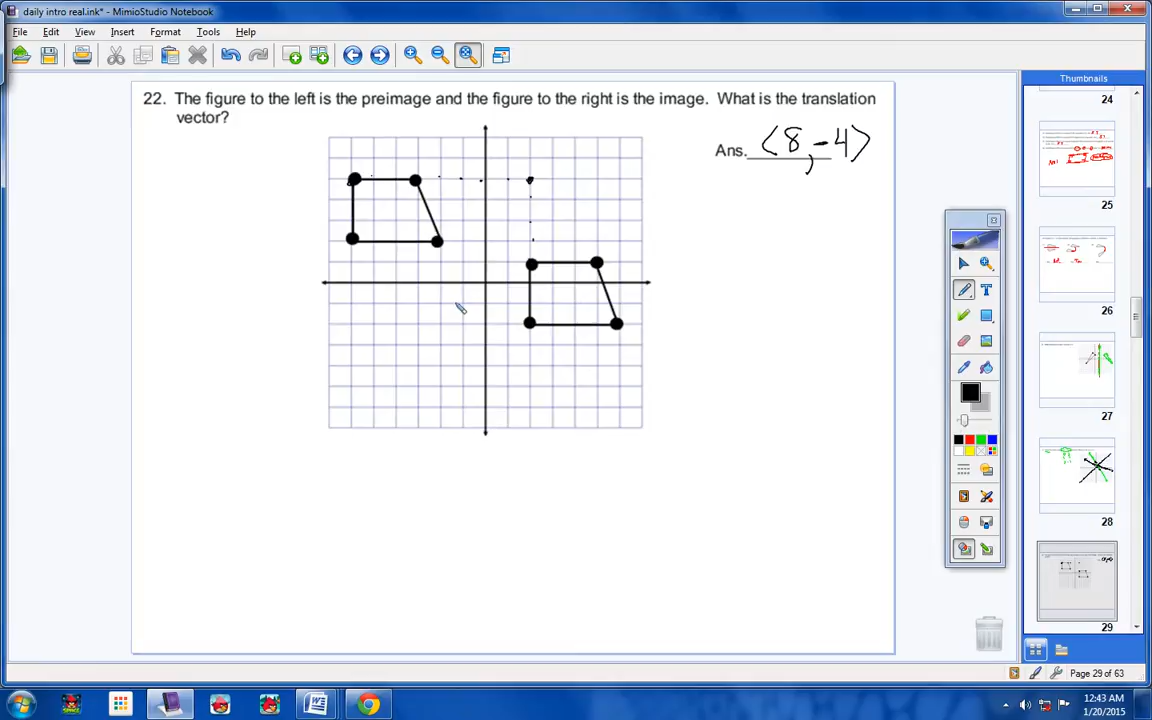 daily intro real.ink* - MimioStudio Notebook
File Edit View Insert Format Tools Help
22. The figure to the left is the preimage and the figure to the right is the image. What is the translation
vector?
Ans. ⟨8, -4⟩
Thumbnails
24
25
26
27
28
29
Page 29 of 63
12:43 AM
1/20/2015